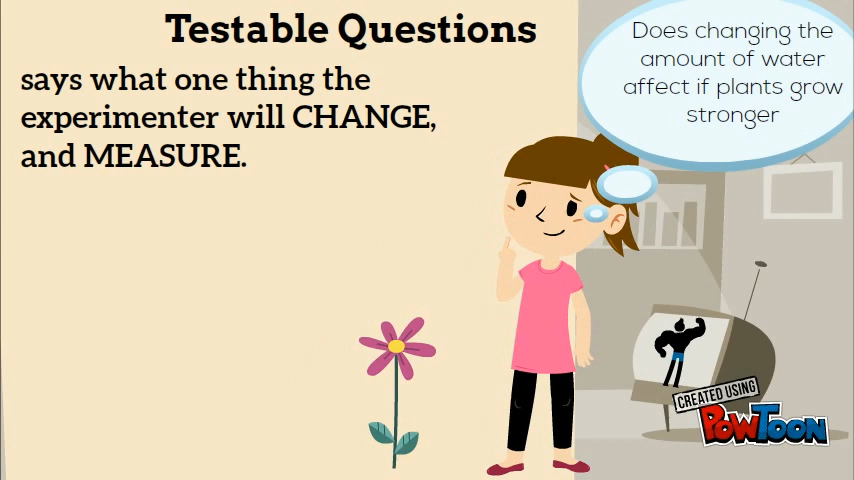 Testable Questions
says what one thing the
experimenter will CHANGE,
and MEASURE.
Does changing the
amount of water
affect if plants grow
stronger
CREATED USING
POWTOON